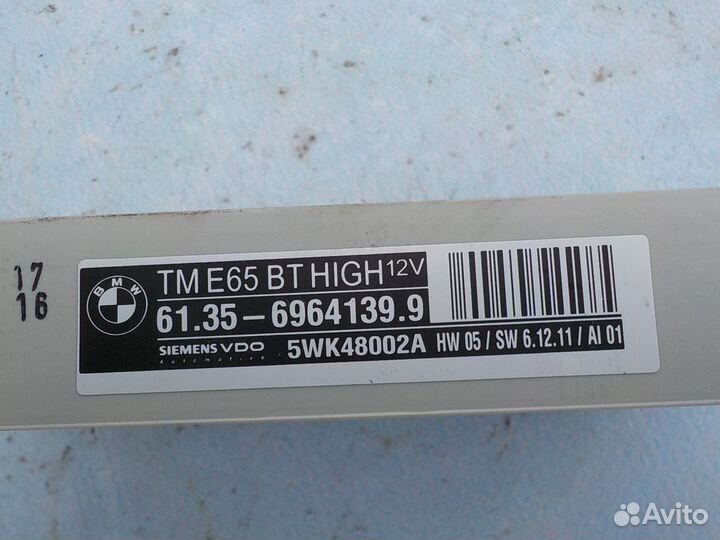 17
16
BMW
TM E65 BT HIGH 12V
61.35 – 6964139.9
SIEMENS VDO
Automotive
5WK48002A HW 05 / SW 6.12.11 / AI 01
Avito